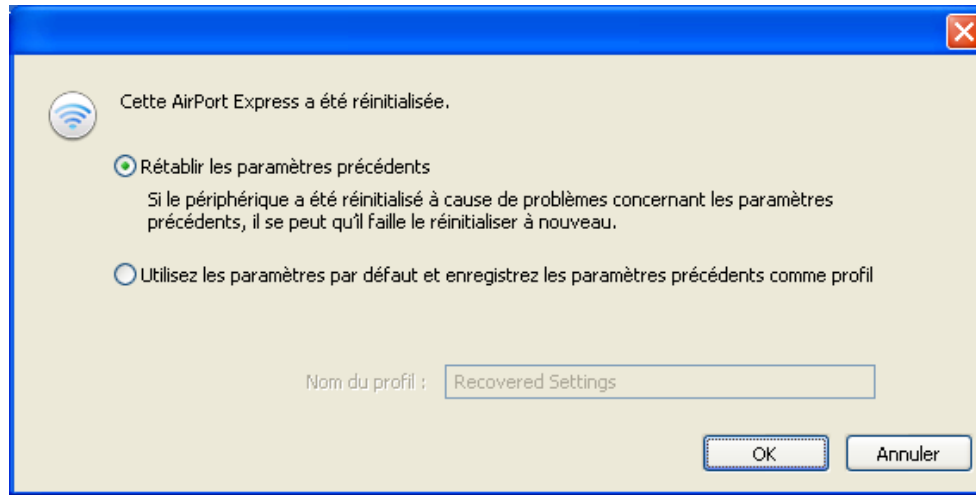 Cette AirPort Express a été réinitialisée.
Rétablir les paramètres précédents
Si le périphérique a été réinitialisé à cause de problèmes concernant les paramètres
précédents, il se peut qu'il faille le réinitialiser à nouveau.
Utilisez les paramètres par défaut et enregistrez les paramètres précédents comme profil
Nom du profil : Recovered Settings
OK Annuler